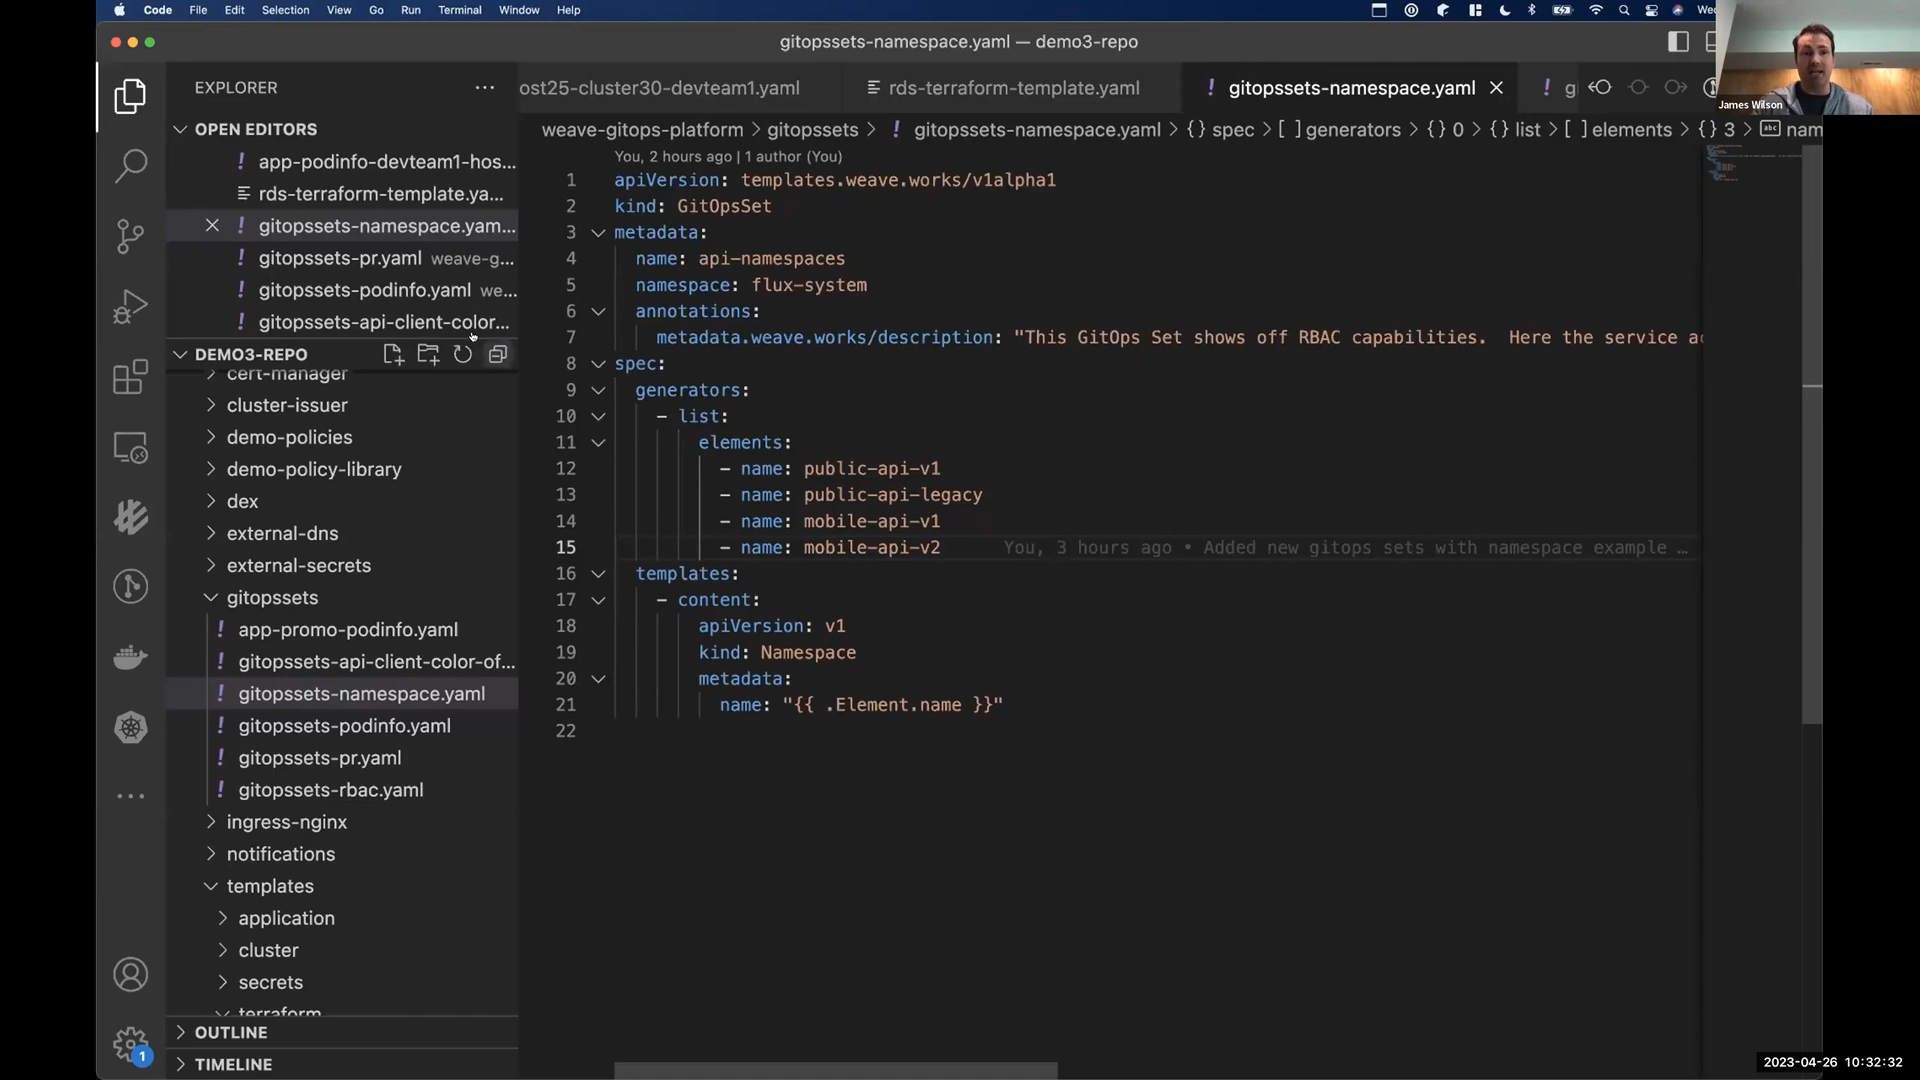 Code File Edit Selection View Go Run Terminal Window Help
gitopssets-namespace.yaml — demo3-repo
James Wilson
EXPLORER
ost25-cluster30-devteam1.yaml
rds-terraform-template.yaml
! gitopssets-namespace.yaml
! g
OPEN EDITORS
weave-gitops-platform > gitopssets > ! gitopssets-namespace.yaml > {} spec > [ ] generators > {} 0 > {} list > [ ] elements > {} 3 > abc nam
! app-podinfo-devteam1-hos...
rds-terraform-template.ya...
! gitopssets-namespace.yam...
! gitopssets-pr.yaml weave-g...
! gitopssets-podinfo.yaml we...
! gitopssets-api-client-color...
DEMO3-REPO
cert-manager
cluster-issuer
demo-policies
demo-policy-library
dex
external-dns
external-secrets
gitopssets
! app-promo-podinfo.yaml
! gitopssets-api-client-color-of...
! gitopssets-namespace.yaml
! gitopssets-podinfo.yaml
! gitopssets-pr.yaml
! gitopssets-rbac.yaml
ingress-nginx
notifications
templates
application
cluster
secrets
terraform
OUTLINE
TIMELINE
1
You, 2 hours ago | 1 author (You)
1 apiVersion: templates.weave.works/v1alpha1
2 kind: GitOpsSet
3 metadata:
4 name: api-namespaces
5 namespace: flux-system
6 annotations:
7 metadata.weave.works/description: "This GitOps Set shows off RBAC capabilities. Here the service ac
8 spec:
9 generators:
10 - list:
11 elements:
12 - name: public-api-v1
13 - name: public-api-legacy
14 - name: mobile-api-v1
15 - name: mobile-api-v2 You, 3 hours ago • Added new gitops sets with namespace example …
16 templates:
17 - content:
18 apiVersion: v1
19 kind: Namespace
20 metadata:
21 name: "{{ .Element.name }}"
22
2023-04-26 10:32:32